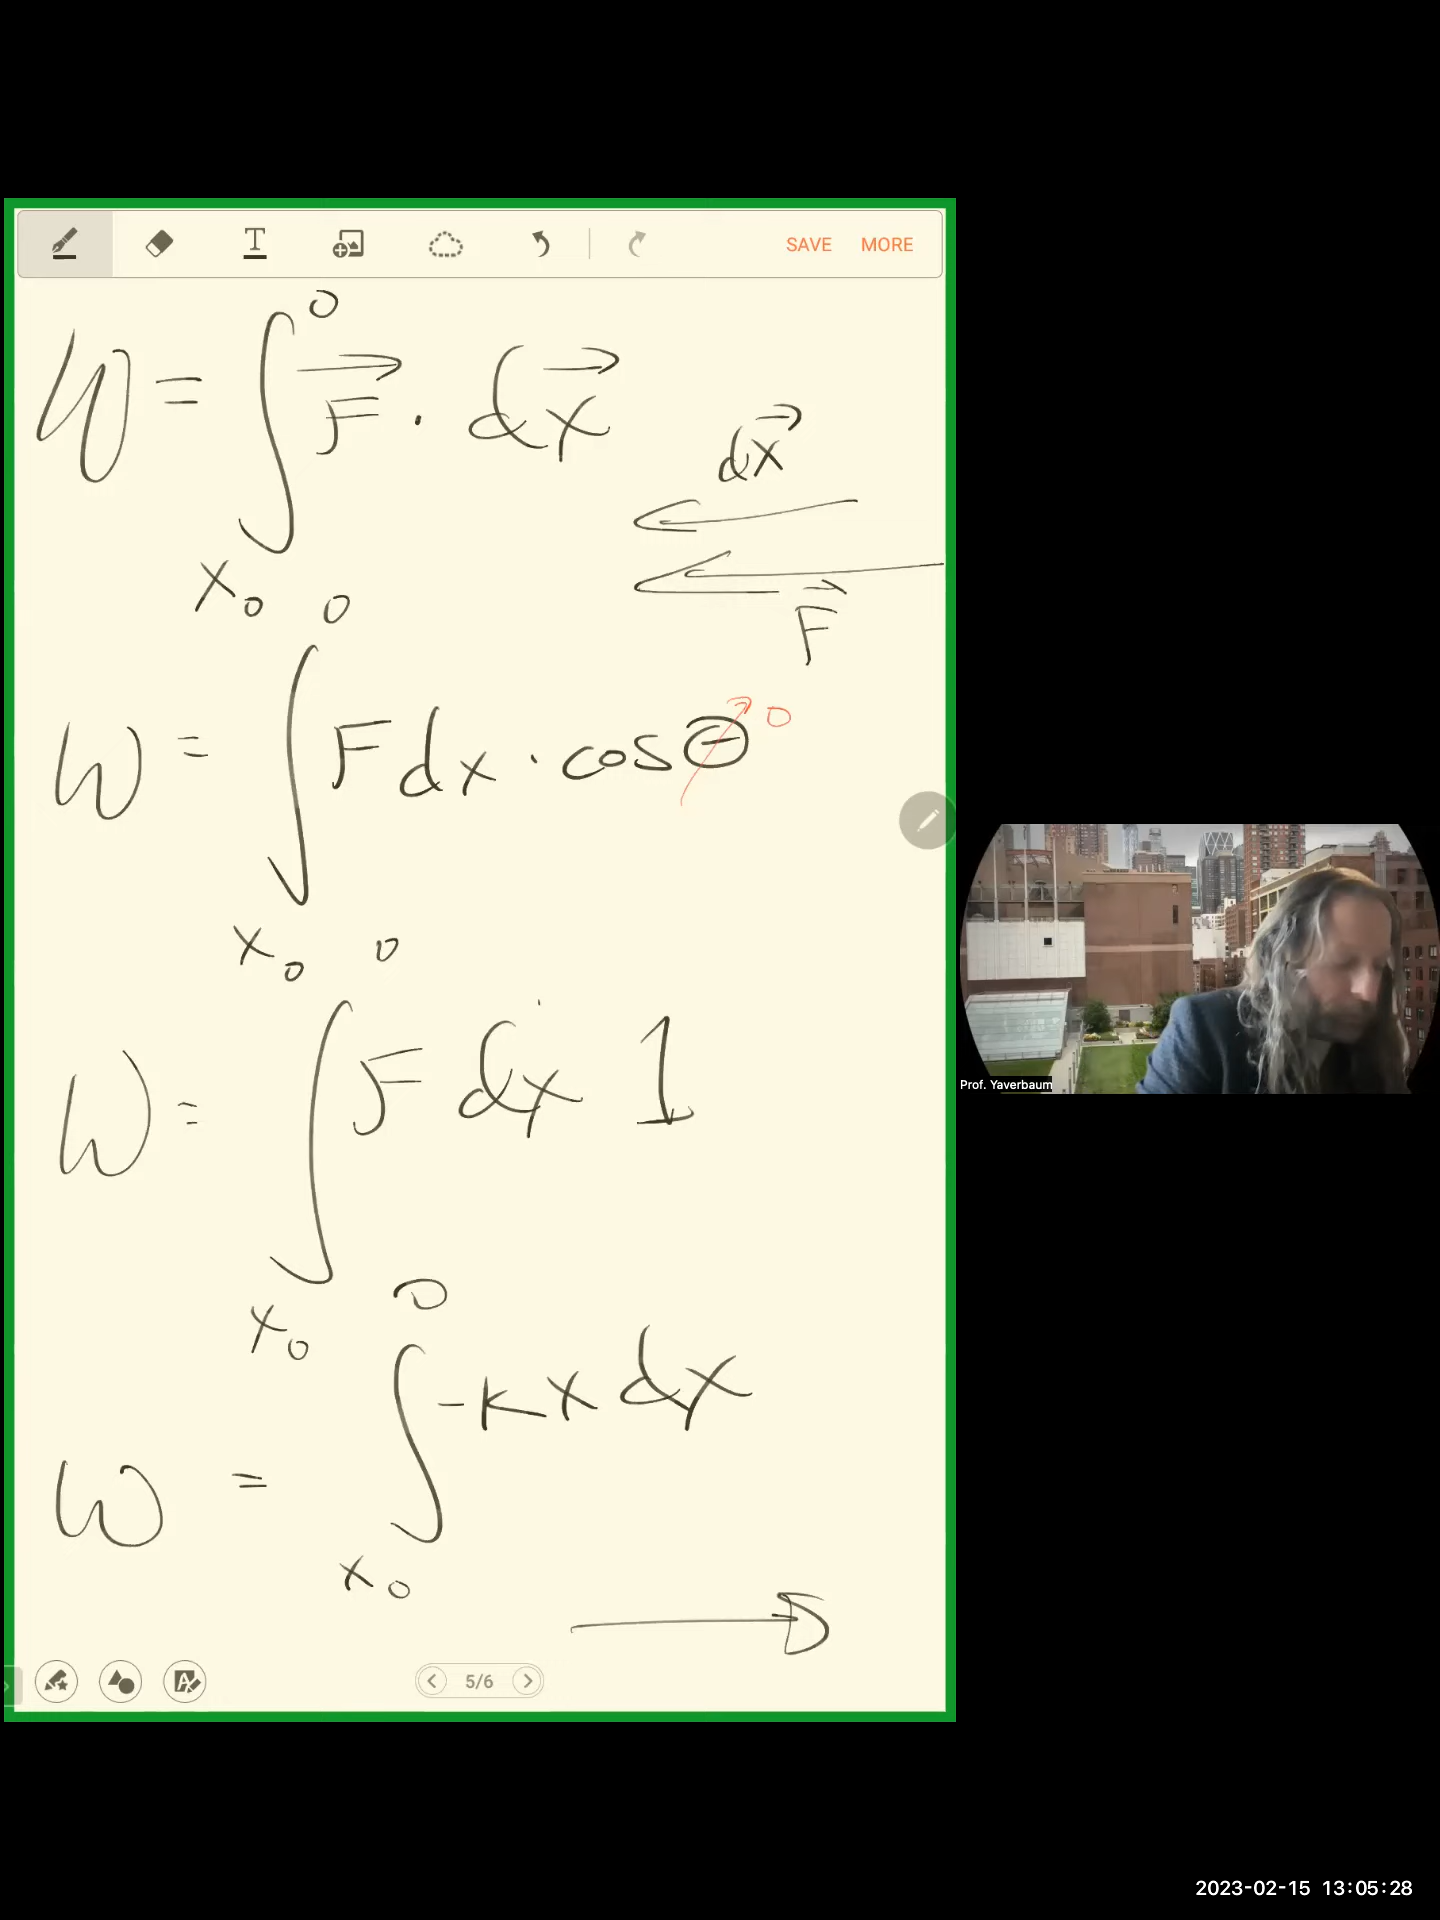 T SAVE MORE
W = ∫_{x₀}^{0} F⃗ · dx⃗
dx⃗
F⃗
W = ∫_{x₀}^{0} F dx · cos θ 0
W = ∫_{x₀}^{0} F dx 1
W = ∫_{x₀}^{0} -kx dx
5/6
Prof. Yaverbaum
2023-02-15 13:05:28